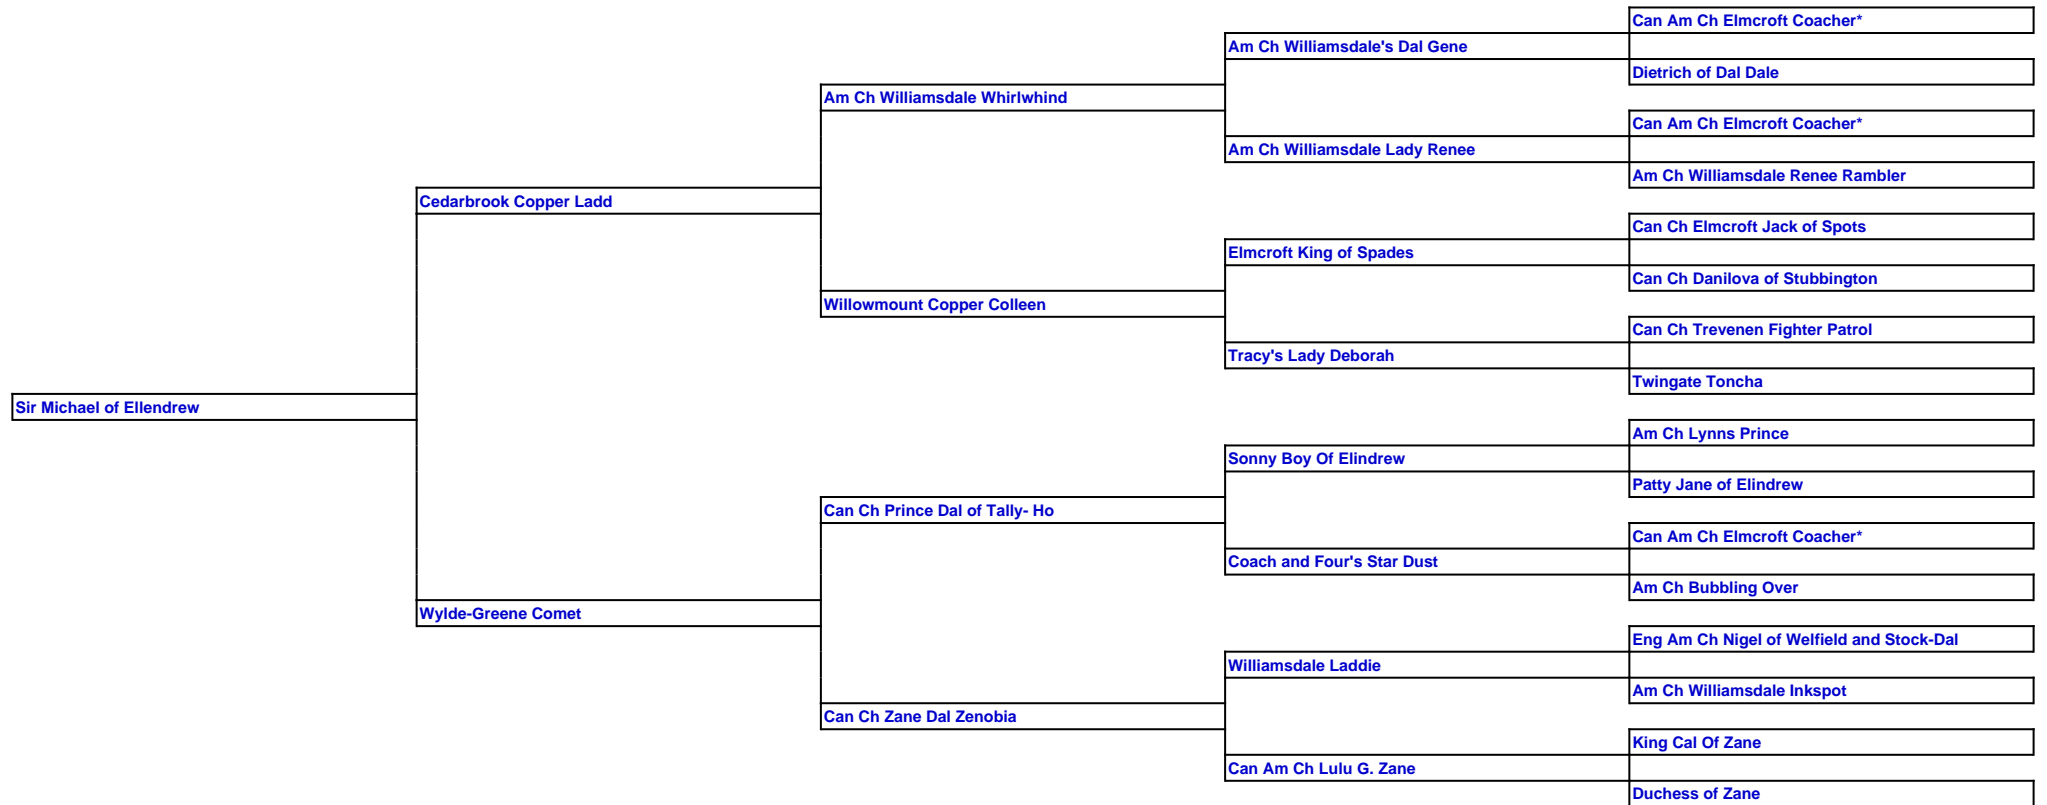 Can Am Ch Elmcroft Coacher*
Am Ch Williamsdale's Dal Gene
Dietrich of Dal Dale
Am Ch Williamsdale Whirlwhind
Can Am Ch Elmcroft Coacher*
Am Ch Williamsdale Lady Renee
Am Ch Williamsdale Renee Rambler
Cedarbrook Copper Ladd
Can Ch Elmcroft Jack of Spots
Elmcroft King of Spades
Can Ch Danilova of Stubbington
Willowmount Copper Colleen
Can Ch Trevenen Fighter Patrol
Tracy's Lady Deborah
Twingate Toncha
Sir Michael of Ellendrew
Am Ch Lynns Prince
Sonny Boy Of Elindrew
Patty Jane of Elindrew
Can Ch Prince Dal of Tally- Ho
Can Am Ch Elmcroft Coacher*
Coach and Four's Star Dust
Am Ch Bubbling Over
Wylde-Greene Comet
Eng Am Ch Nigel of Welfield and Stock-Dal
Williamsdale Laddie
Am Ch Williamsdale Inkspot
Can Ch Zane Dal Zenobia
King Cal Of Zane
Can Am Ch Lulu G. Zane
Duchess of Zane